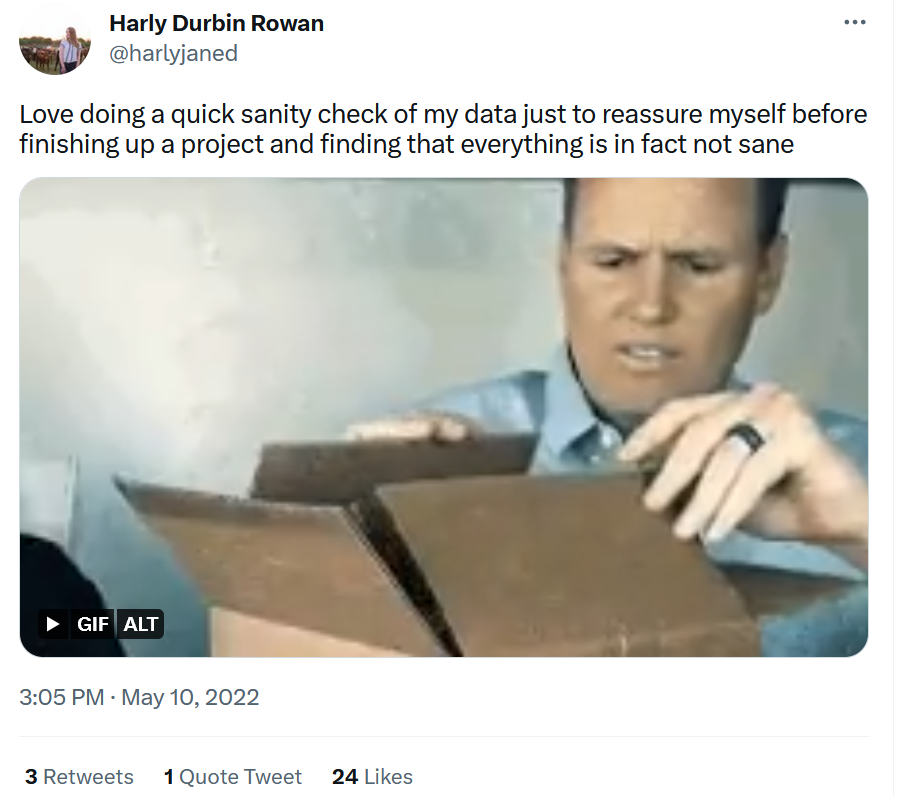 Harly Durbin Rowan
@harlyjaned
Love doing a quick sanity check of my data just to reassure myself before
finishing up a project and finding that everything is in fact not sane
GIF ALT
3:05 PM · May 10, 2022
3 Retweets 1 Quote Tweet 24 Likes